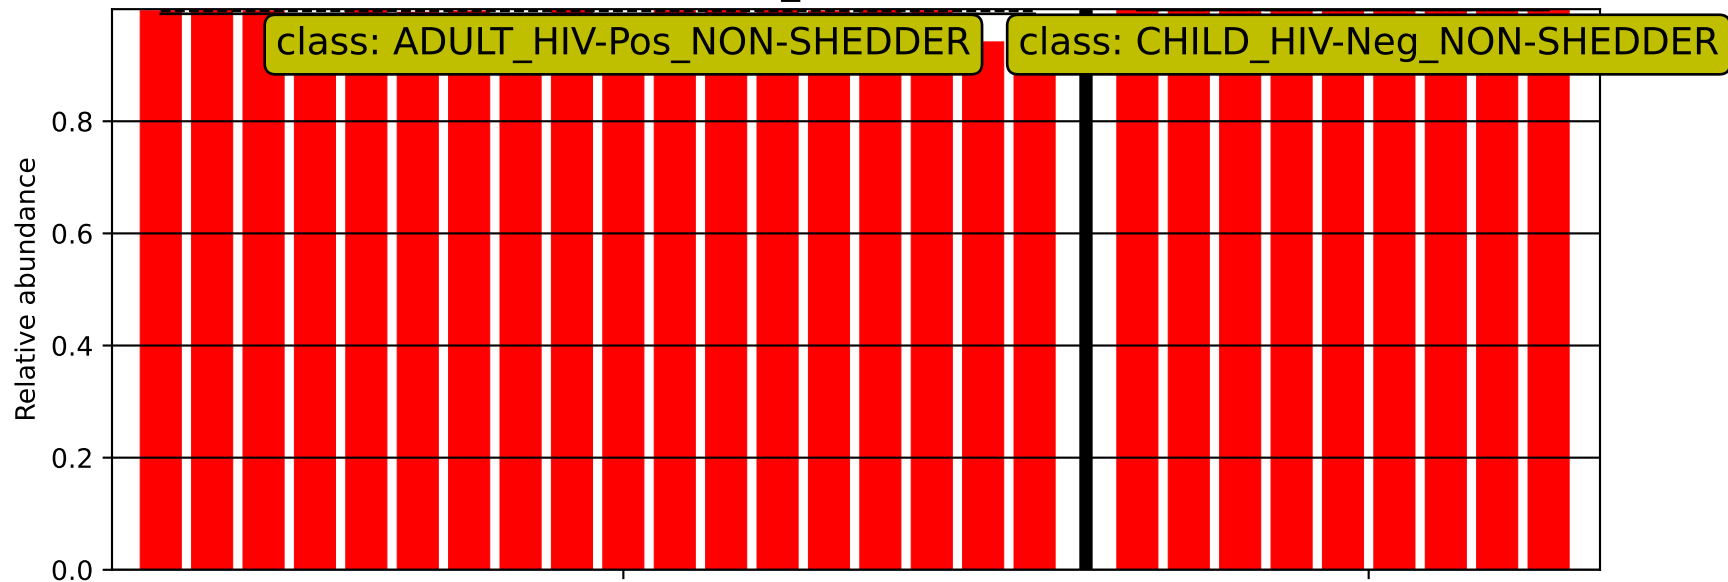 class: ADULT_HIV-Pos_NON-SHEDDER
class: CHILD_HIV-Neg_NON-SHEDDER
Relative abundance
0.8
0.6
0.4
0.2
0.0